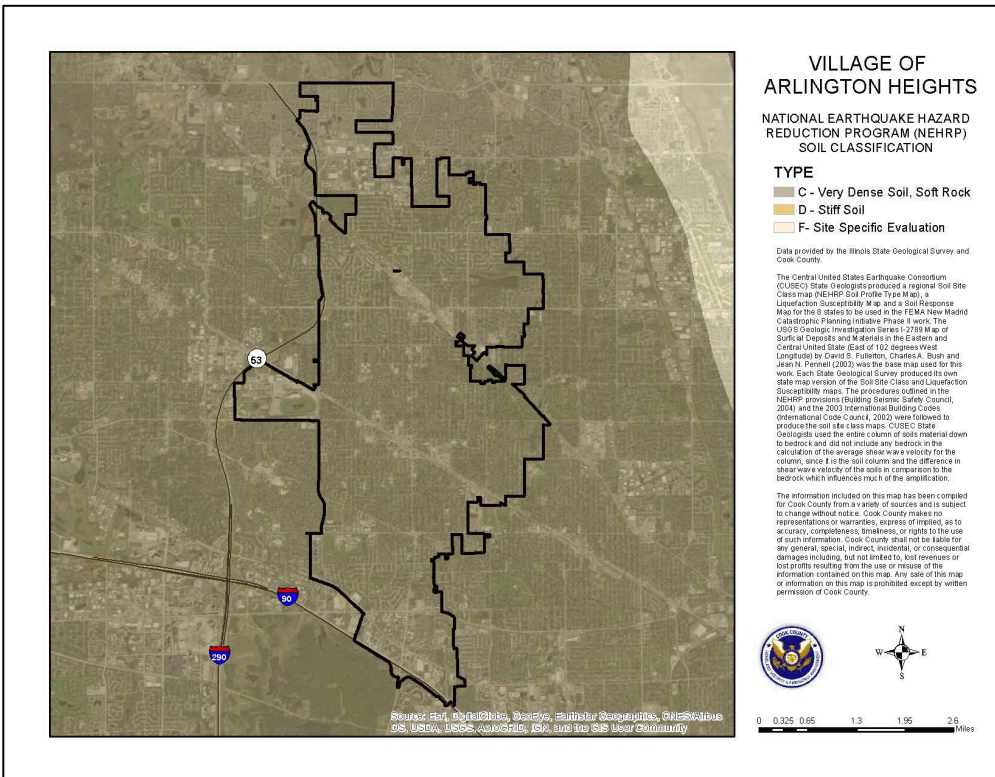 VILLAGE OF
ARLINGTON HEIGHTS
NATIONAL EARTHQUAKE HAZARD
REDUCTION PROGRAM (NEHRP)
SOIL CLASSIFICATION
TYPE
C - Very Dense Soil, Soft Rock
D - Stiff Soil
F- Site Specific Evaluation
Data provided by the Illinois State Geological Survey and
Cook County.
The Central United States Earthquake Consortium
(CUSEC) State Geologists produced a regional Soil Site
Class map (NEHRP Soil Profile Type Map), a
Liquefaction Susceptibility Map and a Soil Response
Map for the 8 states to be used in the FEMA New Madrid
Catastrophic Planning Initiative Phase II work. The
USGS Geologic Investigation Series I-2789 Map of
Surficial Deposits and Materials in the Eastern and
Central United State (East of 102 degrees West
Longitude) by David S. Fullerton, Charles A. Bush and
Jean N. Pennell (2003) was the base map used for this
work. Each State Geological Survey produced its own
state map version of the Soil Site Class and Liquefaction
Susceptibility maps. The procedures outlined in the
NEHRP provisions (Building Seismic Safety Council,
2004) and the 2003 International Building Codes
(International Code Council, 2002) were followed to
produce the soil site class maps. CUSEC State
Geologists used the entire column of soils material down
to bedrock and did not include any bedrock in the
calculation of the average shear wave velocity for the
column, since it is the soil column and the difference in
shear wave velocity of the soils in comparison to the
bedrock which influences much of the amplification.
The information included on this map has been compiled
for Cook County from a variety of sources and is subject
to change without notice. Cook County makes no
representations or warranties, express of implied, as to
accuracy, completeness, timeliness, or rights to the use
of such information. Cook County shall not be liable for
any general, special, indirect, incidental, or consequential
damages including, but not limited to, lost revenues or
lost profits resulting from the use or misuse of the
information contained on this map. Any sale of this map
or information on this map is prohibited except by written
permission of Cook County.
53
90
290
COOK COUNTY
N
W E
S
0 0.325 0.65 1.3 1.95 2.6
Miles
Source: Esri, DigitalGlobe, GeoEye, Earthstar Geographics, CNES/Airbus
DS, USDA, USGS, AeroGRID, IGN, and the GIS User Community